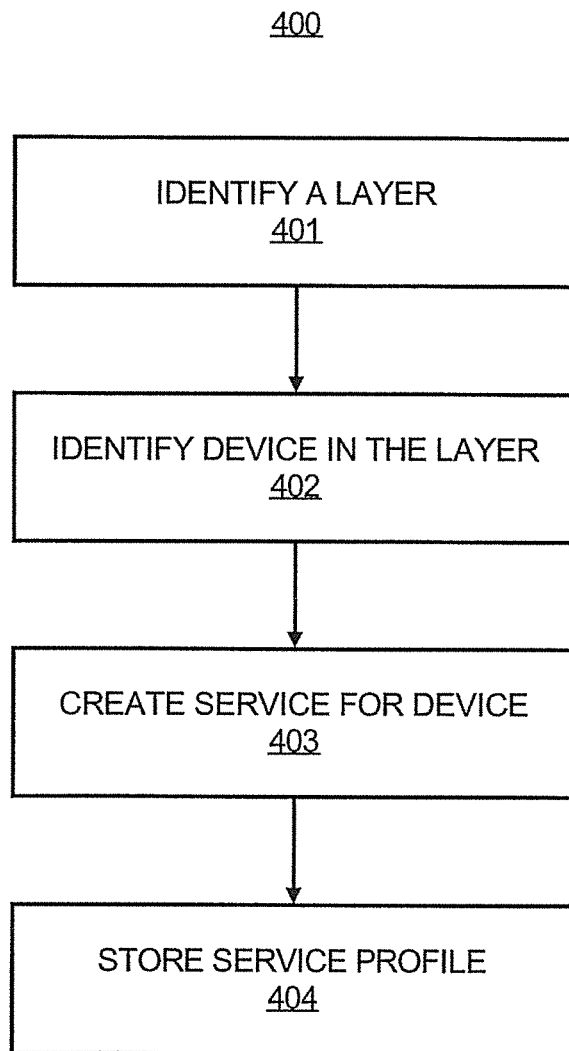 400
IDENTIFY A LAYER
401
IDENTIFY DEVICE IN THE LAYER
402
CREATE SERVICE FOR DEVICE
403
STORE SERVICE PROFILE
404